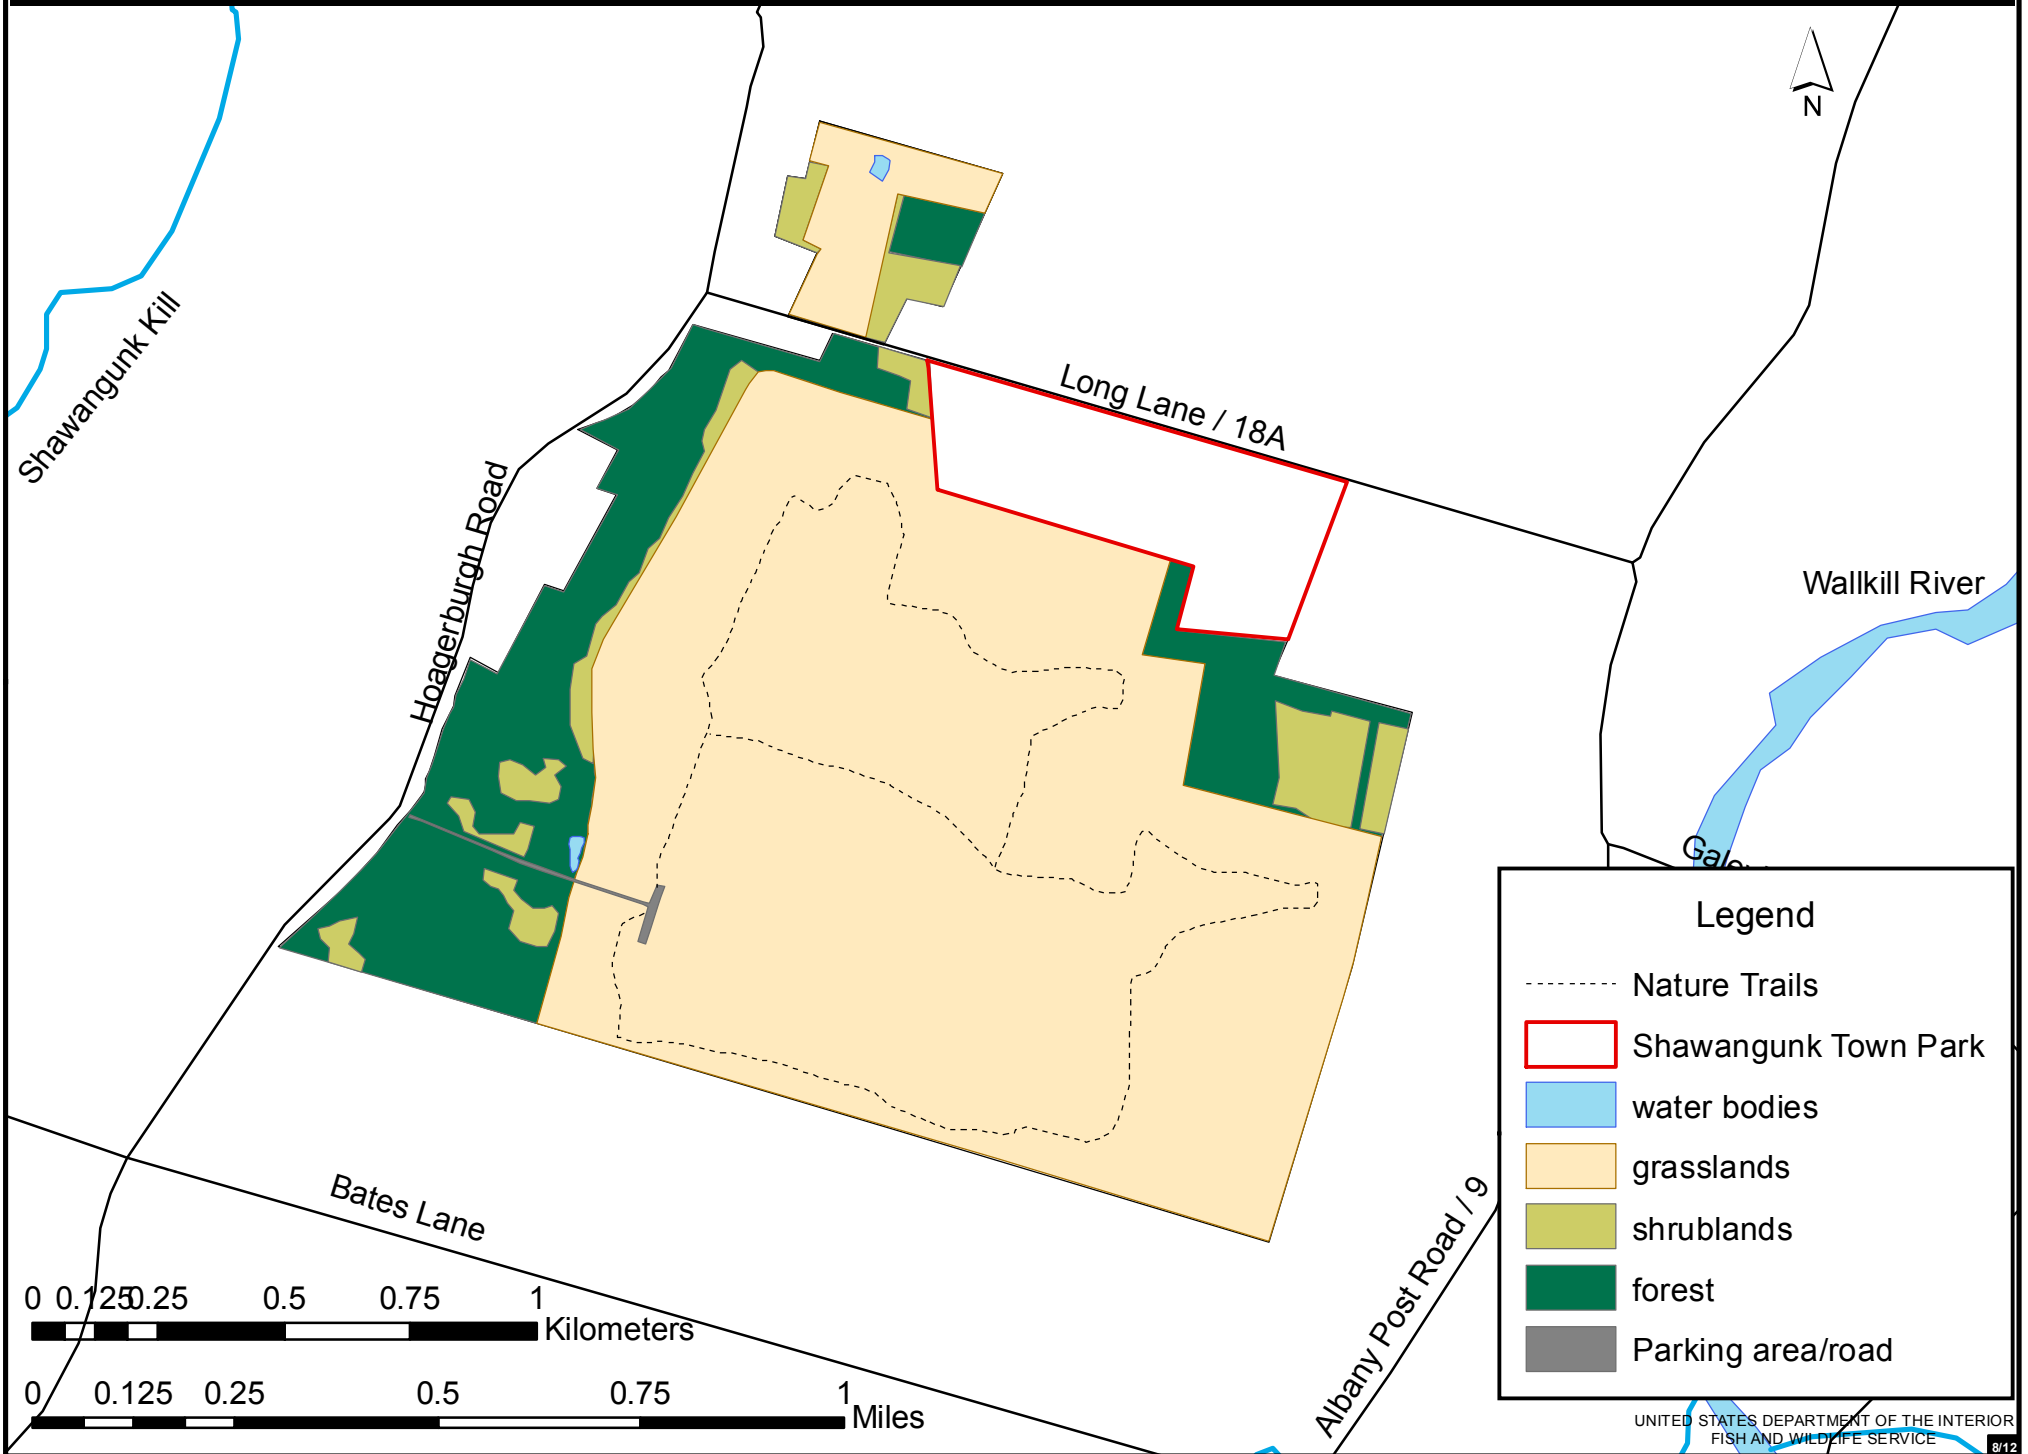 N
Shawangunk Kill
Long Lane / 18A
Hoagerburgh Road
Wallkill River
Legend
Nature Trails
Shawangunk Town Park
water bodies
grasslands
shrublands
forest
Parking area/road
Bates Lane
Albany Post Road / 9
0 0.125 0.25 0.5 0.75 1
Kilometers
0 0.125 0.25 0.5 0.75 1
Miles
UNITED STATES DEPARTMENT OF THE INTERIOR
FISH AND WILDLIFE SERVICE
8/12